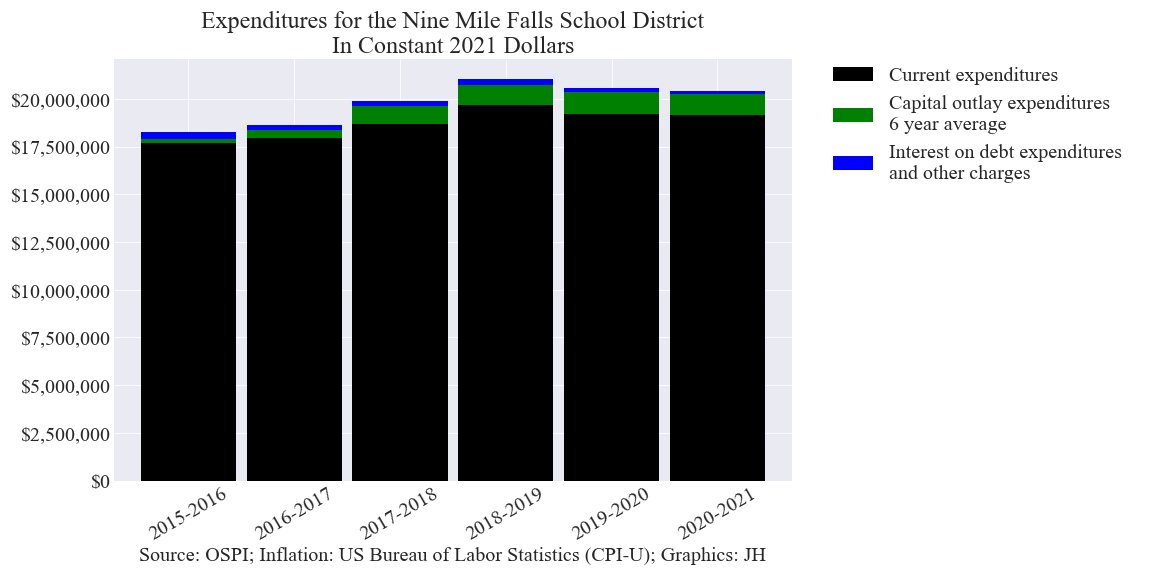 Expenditures for the Nine Mile Falls School District
In Constant 2021 Dollars
$20,000,000
$17,500,000
$15,000,000
$12,500,000
$10,000,000
$7,500,000
$5,000,000
$2,500,000
$0
2015-2016
2016-2017
2017-2018
2018-2019
2019-2020
2020-2021
Source: OSPI; Inflation: US Bureau of Labor Statistics (CPI-U); Graphics: JH
Current expenditures
Capital outlay expenditures
6 year average
Interest on debt expenditures
and other charges